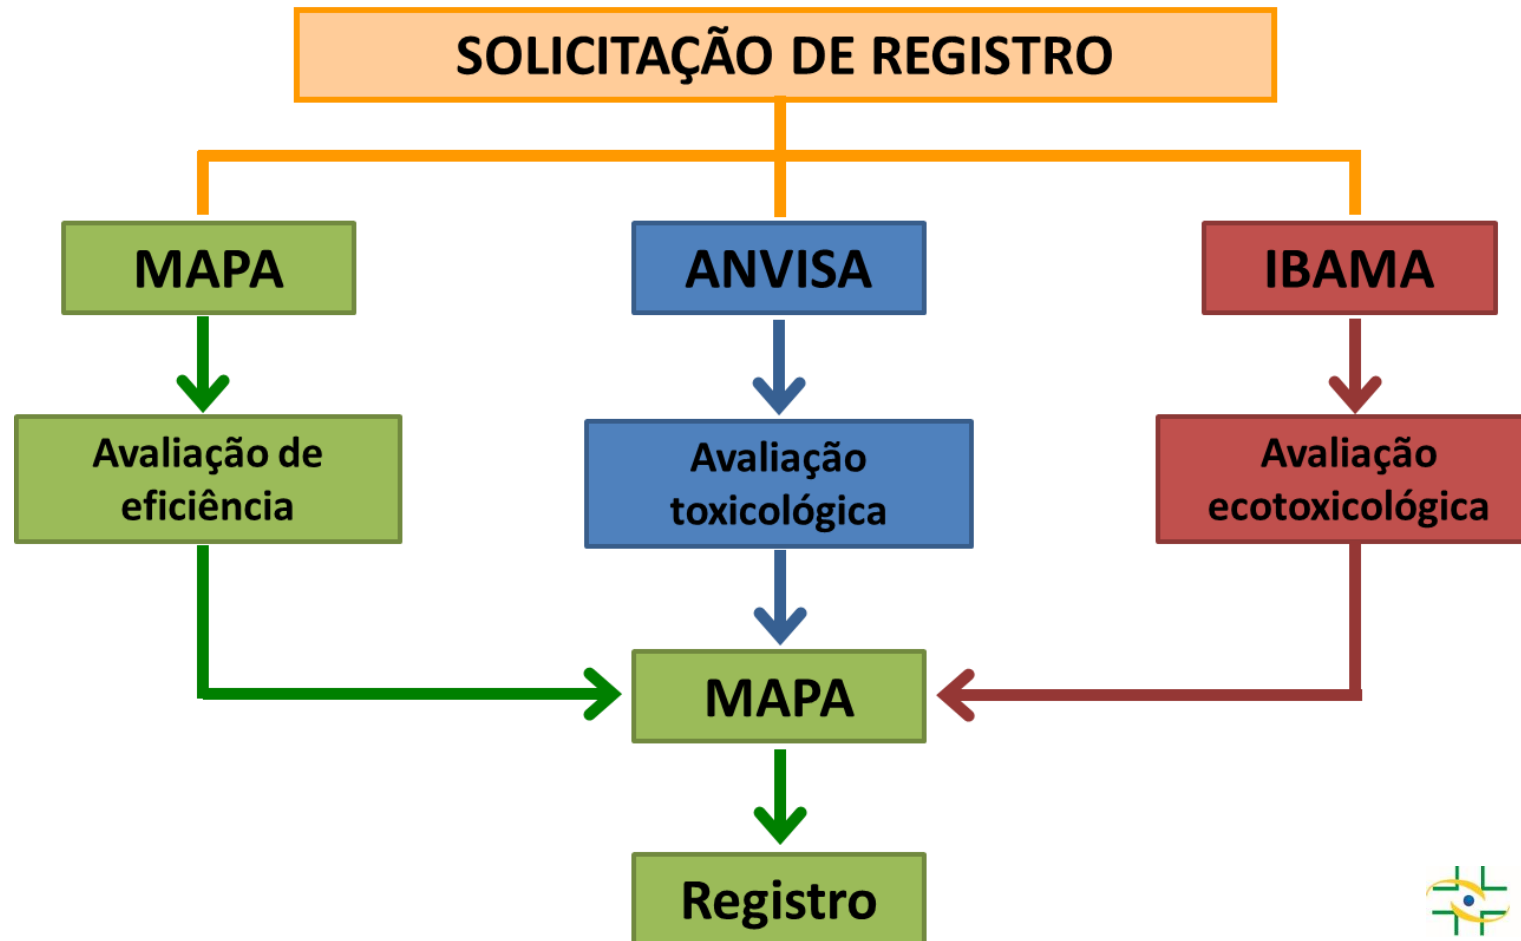 SOLICITAÇÃO DE REGISTRO
MAPA
ANVISA
IBAMA
Avaliação de
eficiência
Avaliação
toxicológica
Avaliação
ecotoxicológica
MAPA
Registro